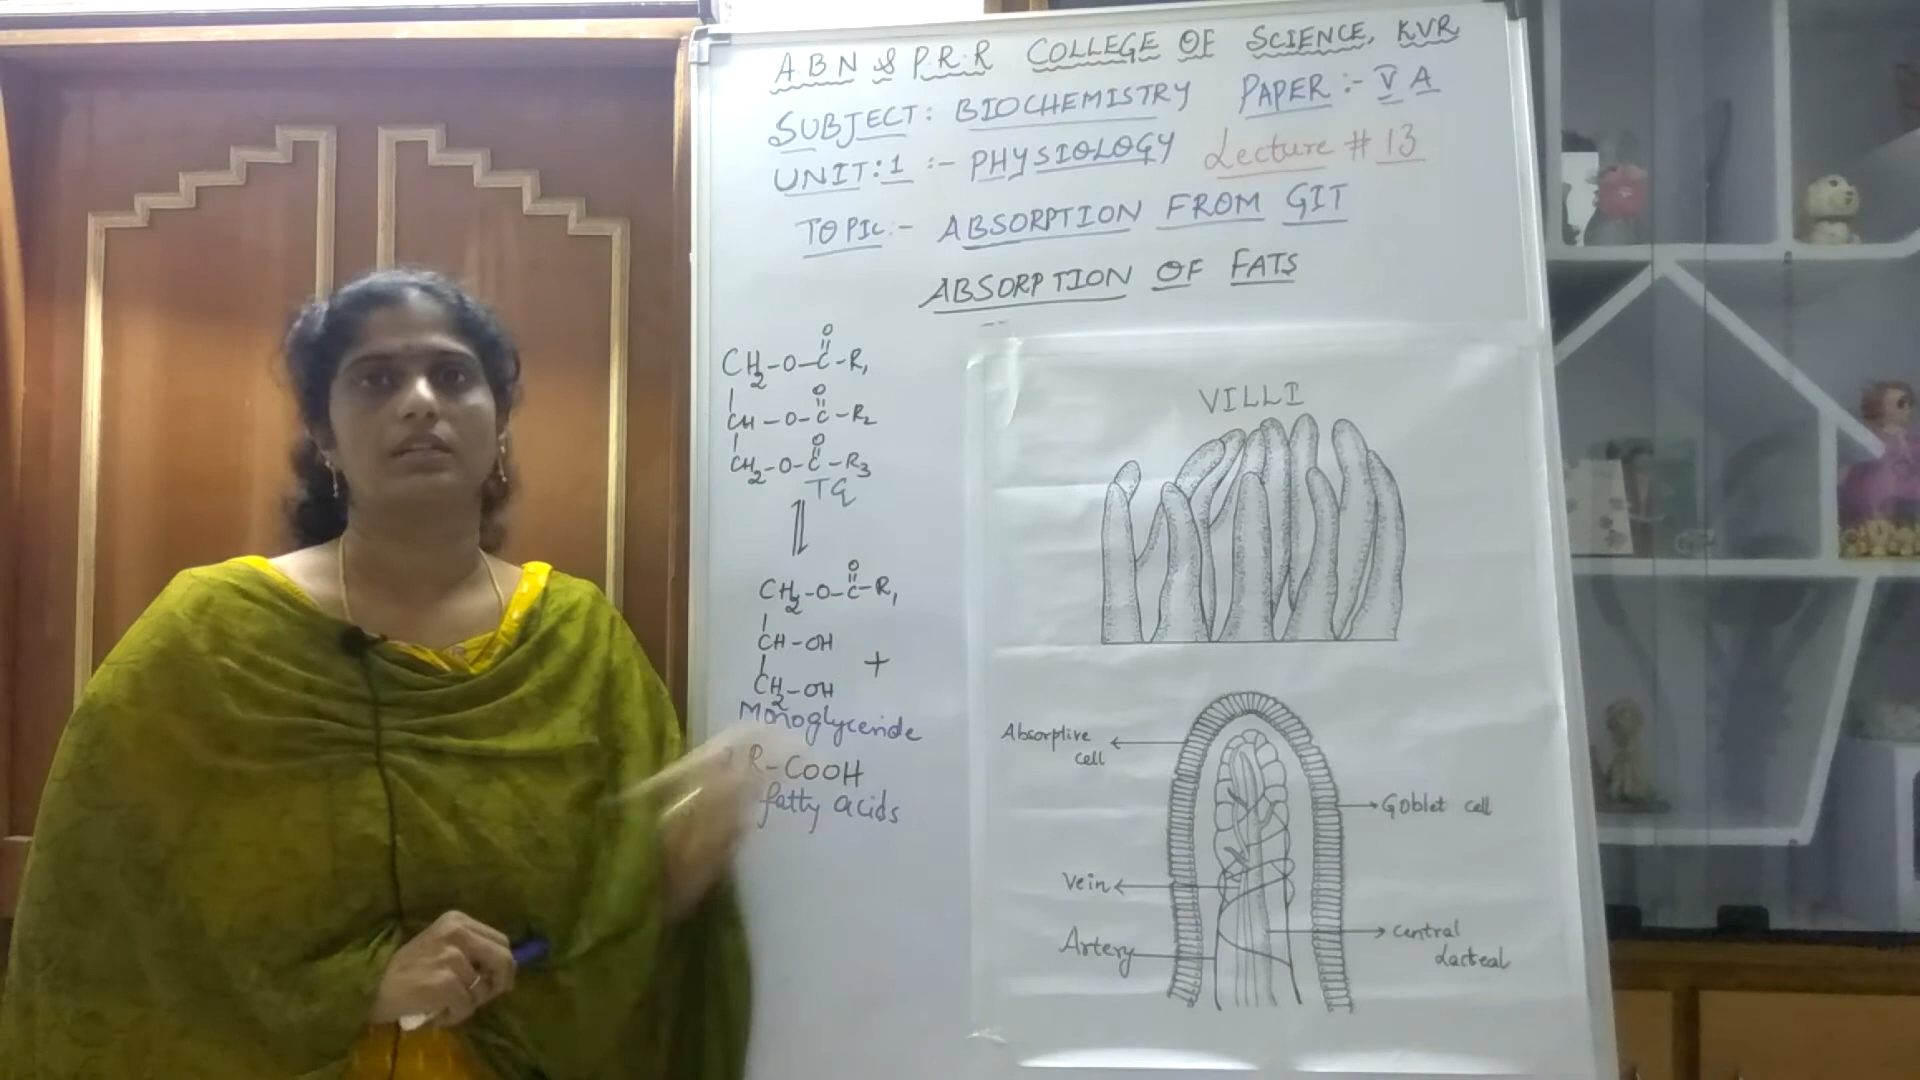 A B N & P.R.R COLLEGE OF SCIENCE, KVR
SUBJECT: BIOCHEMISTRY PAPER:- V A
UNIT:1 :- PHYSIOLOGY Lecture # 13
TOPIC:- ABSORPTION FROM GIT
ABSORPTION OF FATS
O
CH2-O-C-R1
O
CH-O-C-R2
O
CH2-O-C-R3
TG
O
CH2-O-C-R1
CH-OH +
CH2-OH
Monoglyceride
R-COOH
fatty acids
VILLI
Absorptive
cell
Goblet cell
Vein
Artery
Central
Lacteal